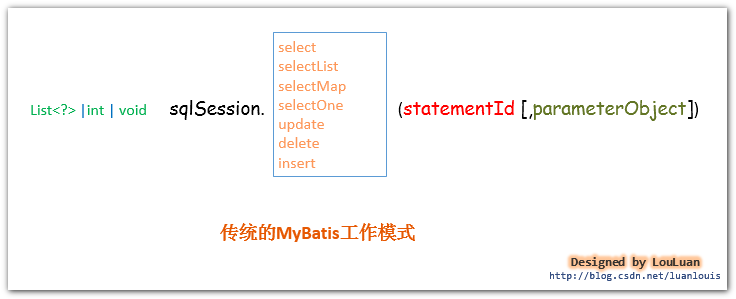 List<?> |int | void sqlSession.
select
selectList
selectMap
selectOne
update
delete
insert
(statementId [,parameterObject])
传统的MyBatis工作模式
Designed by LouLuan
http://blog.csdn.net/luanlouis